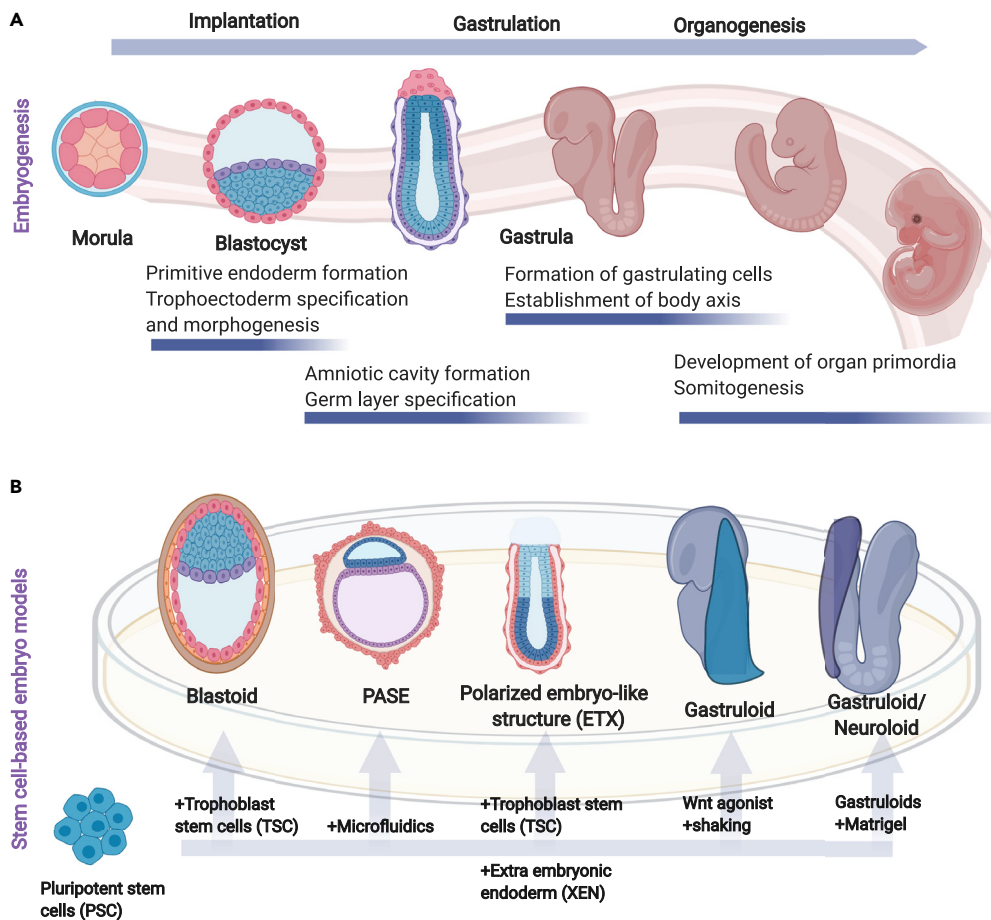 A
Implantation
Gastrulation
Organogenesis
Embryogenesis
Morula
Blastocyst
Gastrula
Primitive endoderm formation
Trophoectoderm specification
and morphogenesis
Formation of gastrulating cells
Establishment of body axis
Amniotic cavity formation
Germ layer specification
Development of organ primordia
Somitogenesis
B
Stem cell-based embryo models
Blastoid
PASE
Polarized embryo-like
structure (ETX)
Gastruloid
Gastruloid/
Neuroloid
+Trophoblast
stem cells (TSC)
+Microfluidics
+Trophoblast stem
cells (TSC)
Wnt agonist
+shaking
Gastruloids
+Matrigel
+Extra embryonic
endoderm (XEN)
Pluripotent stem
cells (PSC)